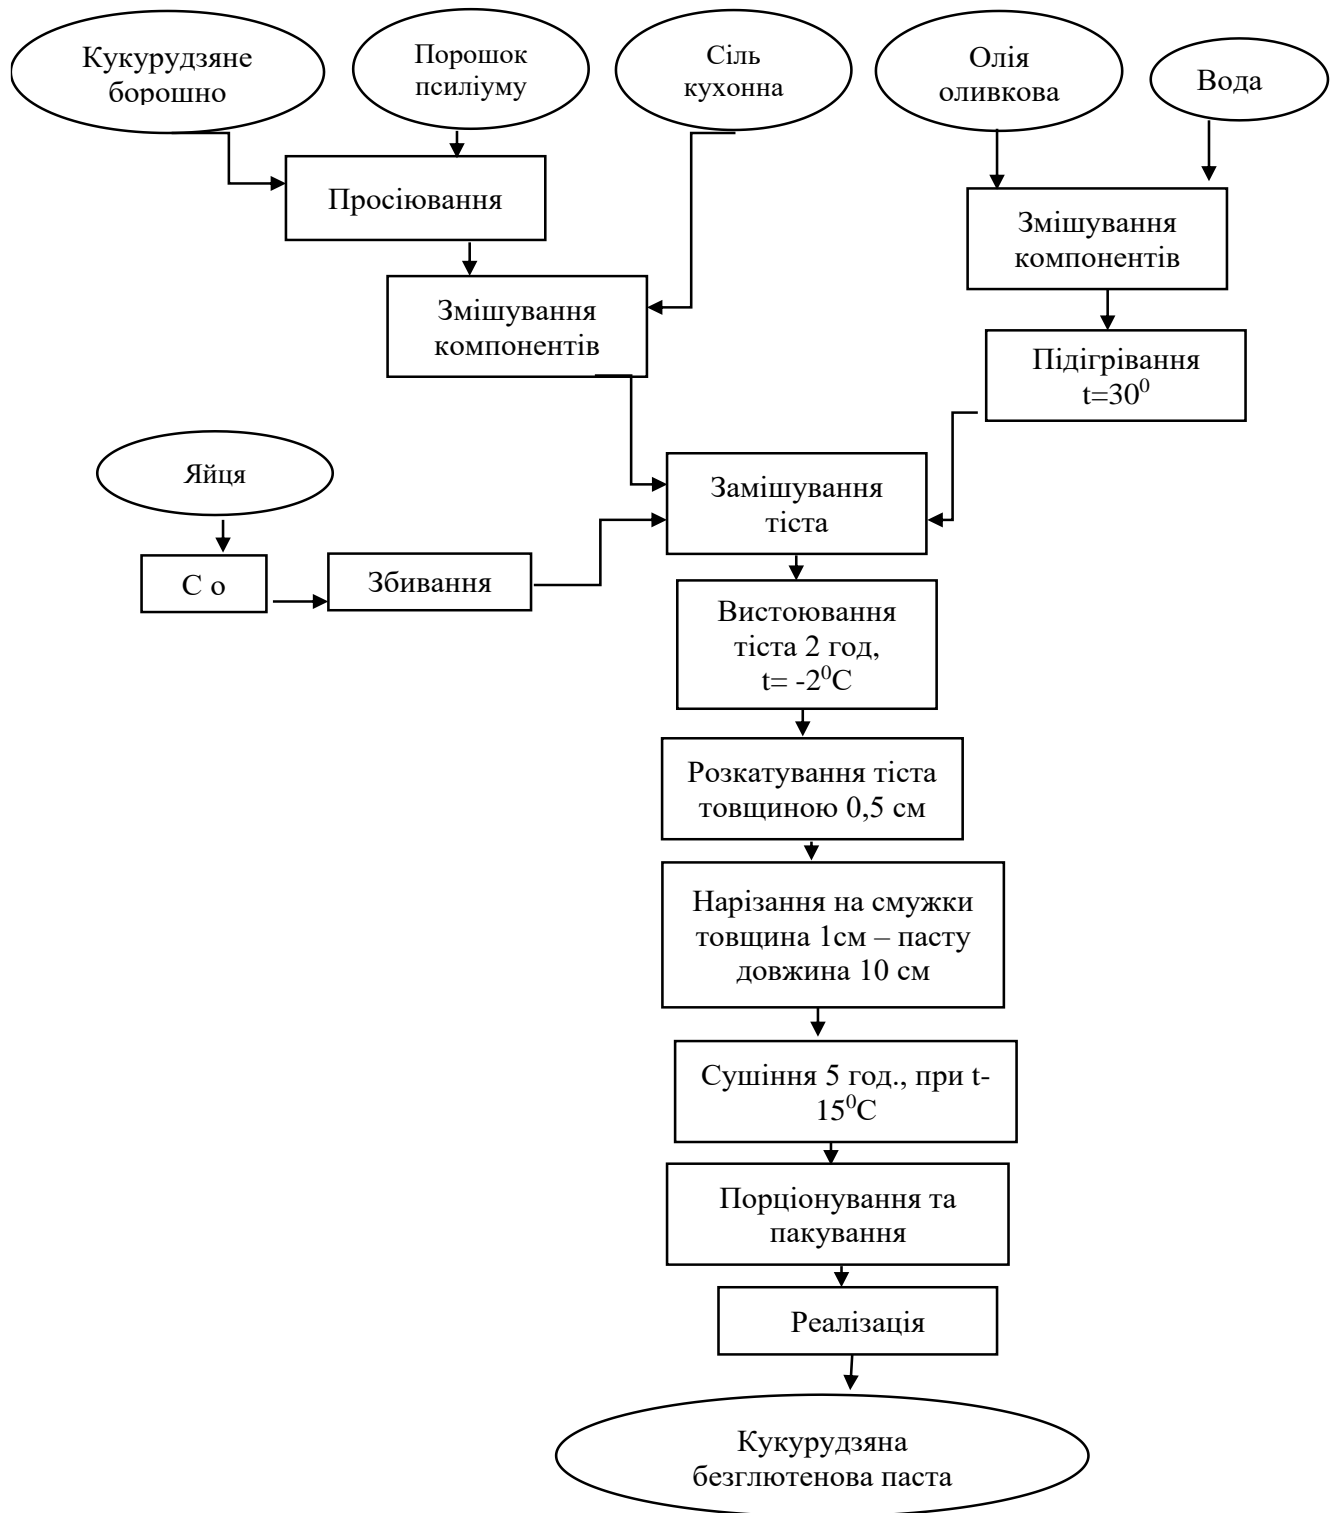 Кукурудзяне
борошно
Порошок
псиліуму
Сіль
кухонна
Олія
оливкова
Вода
Просіювання
Змішування
компонентів
Змішування
компонентів
Підігрівання
t=30⁰
Яйця
С о
Збивання
Замішування
тіста
Вистоювання
тіста 2 год,
t= -2⁰С
Розкатування тіста
товщиною 0,5 см
Нарізання на смужки
товщина 1см – пасту
довжина 10 см
Сушіння 5 год., при t-
15⁰С
Порціонування та
пакування
Реалізація
Кукурудзяна
безглютенова паста